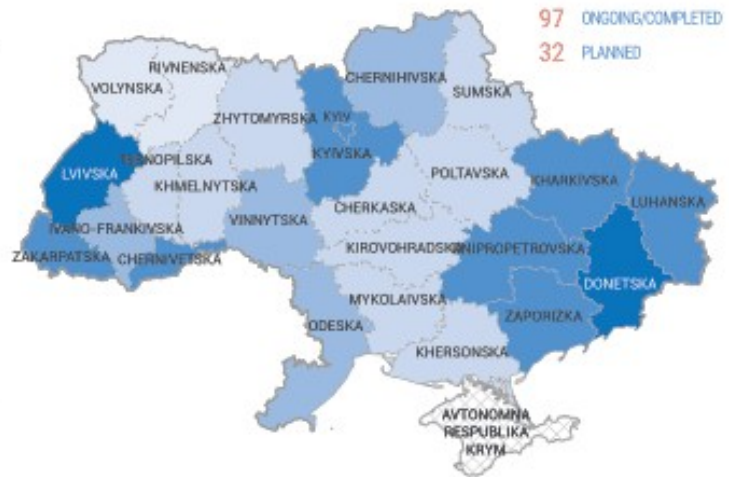 97 ONGOING/COMPLETED
32 PLANNED
CHERNIHIVSKA
RIVNENSKA
VOLYNSKA
SUMSKA
ZHYTOMYRSKA
KYIV
KYIVSKA
TERNOPILSKA
LVIVSKA
POLTAVSKA
KHARKIVSKA
KHMELNYTSKA
LUHANSKA
CHERKASKA
VINNYTSKA
IVANO-FRANKIVSKA
KIROVOHRADSKA
DNIPROPETROVSKA
ZAKARPATSKA
CHERNIVETSKA
DONETSKA
MYKOLAIVSKA
ZAPORIZKA
ODESKA
KHERSONSKA
AVTONOMNA
RESPUBLIKA
KRYM